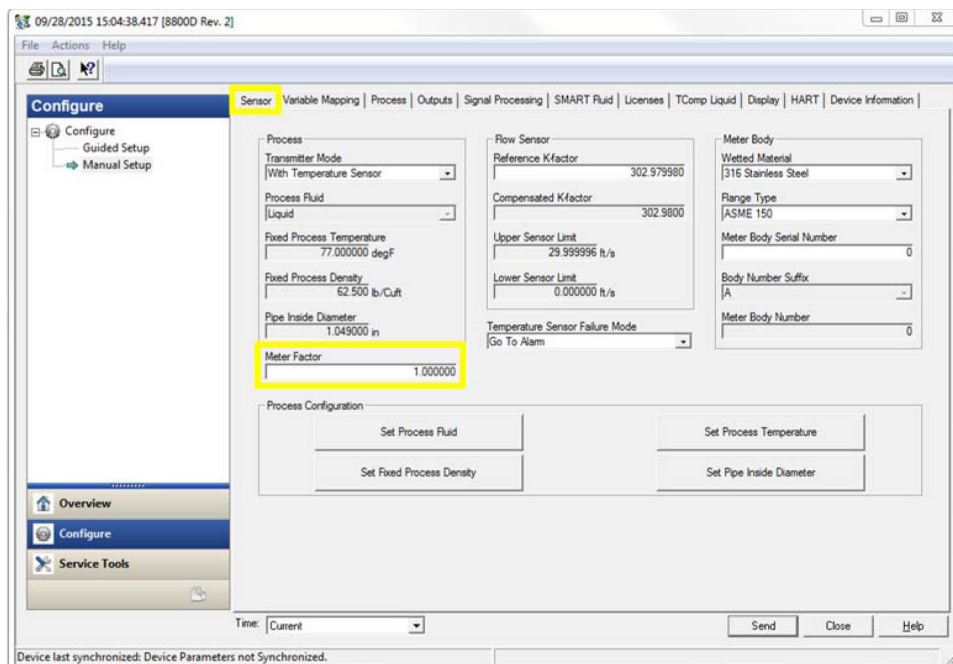 09/28/2015 15:04:38.417 [8800D Rev. 2]
File Actions Help
Configure
Configure
Guided Setup
Manual Setup
Overview
Configure
Service Tools
Sensor Variable Mapping Process Outputs Signal Processing SMART Fluid Licenses TComp Liquid Display HART Device Information
Process
Transmitter Mode
With Temperature Sensor
Process Fluid
Liquid
Fixed Process Temperature
77.000000 degF
Fixed Process Density
62.500 lb/Cuft
Pipe Inside Diameter
1.049000 in
Meter Factor
1.000000
Flow Sensor
Reference K-factor
302.979980
Compensated K-factor
302.9800
Upper Sensor Limit
29.999996 ft/s
Lower Sensor Limit
0.000000 ft/s
Temperature Sensor Failure Mode
Go To Alarm
Meter Body
Wetted Material
316 Stainless Steel
Flange Type
ASME 150
Meter Body Serial Number
0
Body Number Suffix
A
Meter Body Number
0
Process Configuration
Set Process Fluid
Set Process Temperature
Set Fixed Process Density
Set Pipe Inside Diameter
Time: Current
Send Close Help
Device last synchronized: Device Parameters not Synchronized.